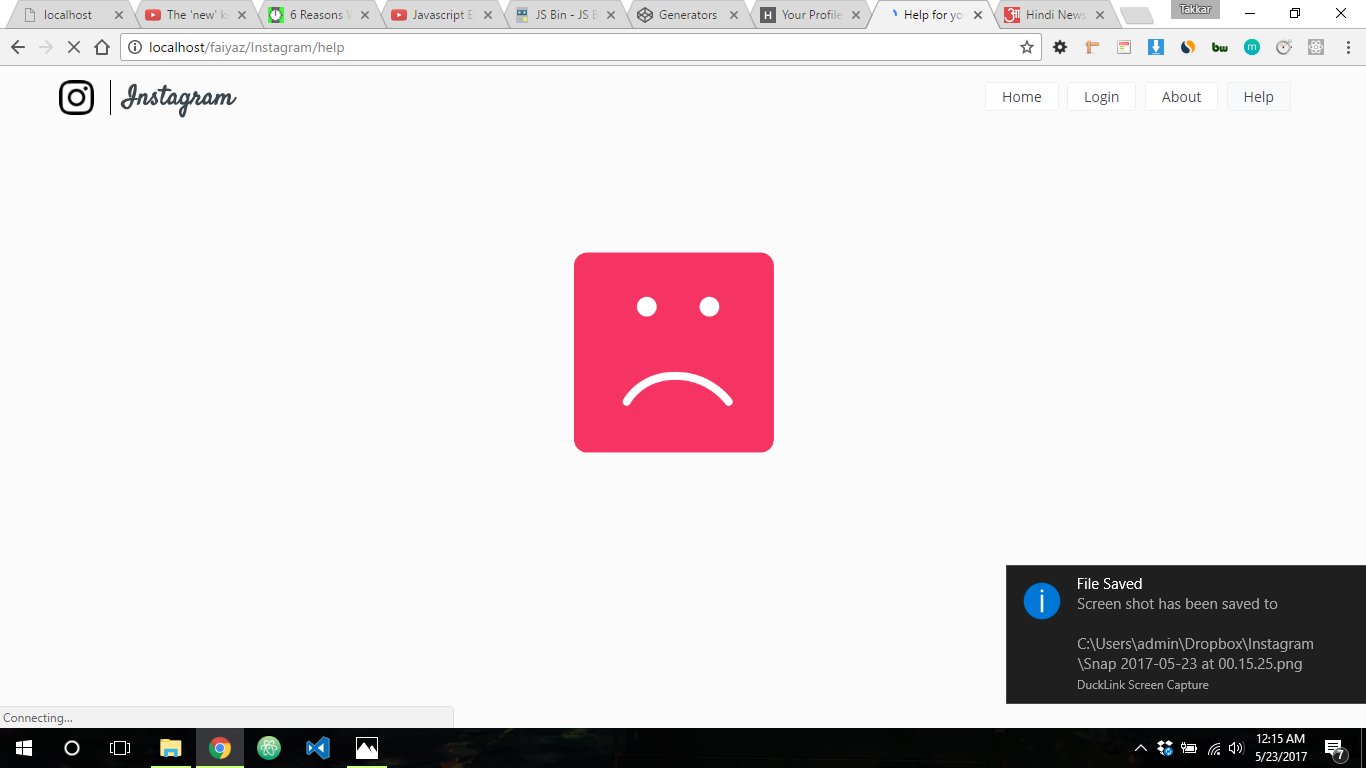 localhost
The 'new' k
6 Reasons
Javascript E
JS Bin - JS B
Generators
Your Profile
Help for yo
Hindi News
Takkar
localhost/faiyaz/Instagram/help
bw
m
Instagram
Home
Login
About
Help
File Saved
Screen shot has been saved to
C:\Users\admin\Dropbox\Instagram
\Snap 2017-05-23 at 00.15.25.png
DuckLink Screen Capture
Connecting...
12:15 AM
5/23/2017
7